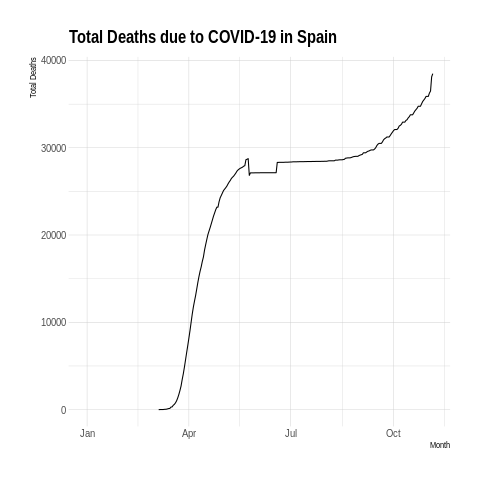 Total Deaths due to COVID-19 in Spain
Total Deaths
40000
30000
20000
10000
0
Jan Apr Jul Oct
Month